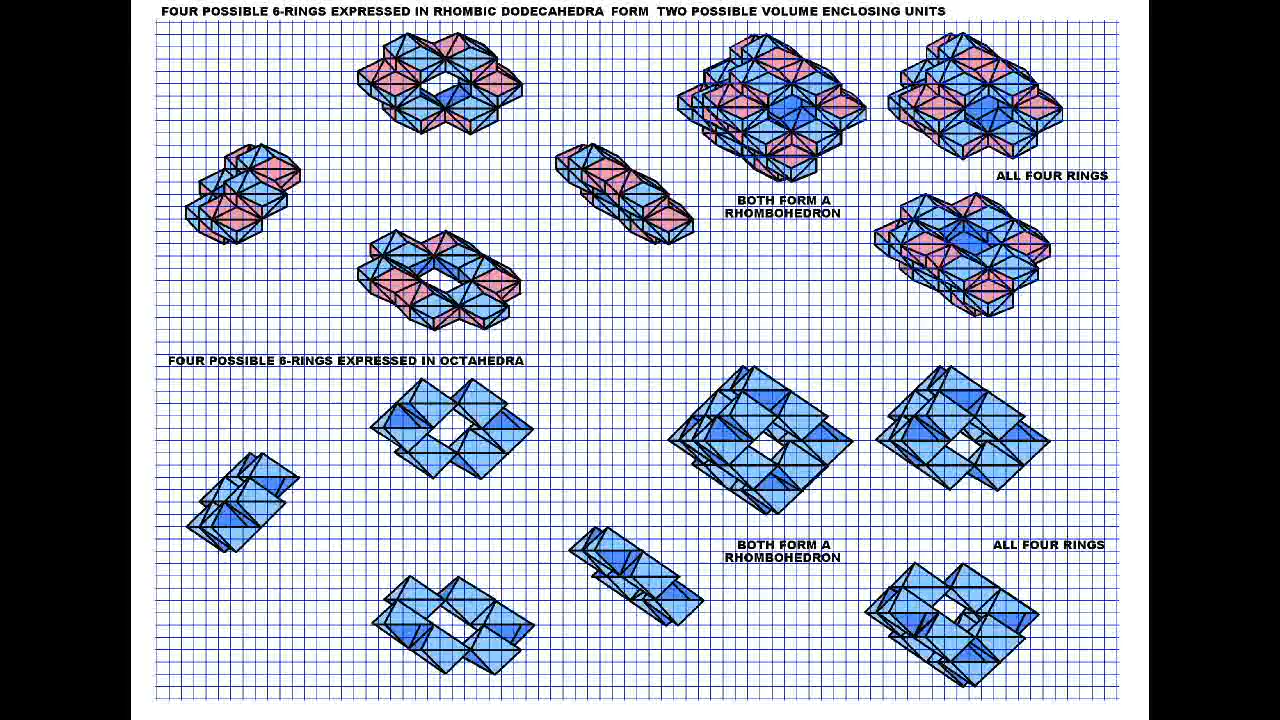 FOUR POSSIBLE 6-RINGS EXPRESSED IN RHOMBIC DODECAHEDRA FORM TWO POSSIBLE VOLUME ENCLOSING UNITS
ALL FOUR RINGS
BOTH FORM A
RHOMBOHEDRON
FOUR POSSIBLE 6-RINGS EXPRESSED IN OCTAHEDRA
BOTH FORM A
RHOMBOHEDRON
ALL FOUR RINGS